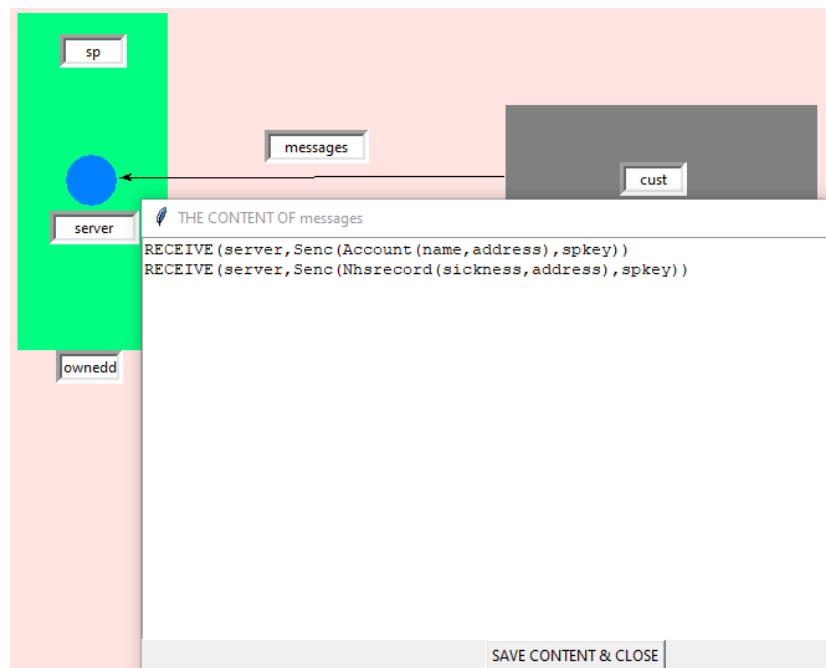 sp
messages
cust
server
THE CONTENT OF messages
RECEIVE(server,Senc(Account(name,address),spkey))
RECEIVE(server,Senc(Nhsrecord(sickness,address),spkey))
ownedd
SAVE CONTENT & CLOSE